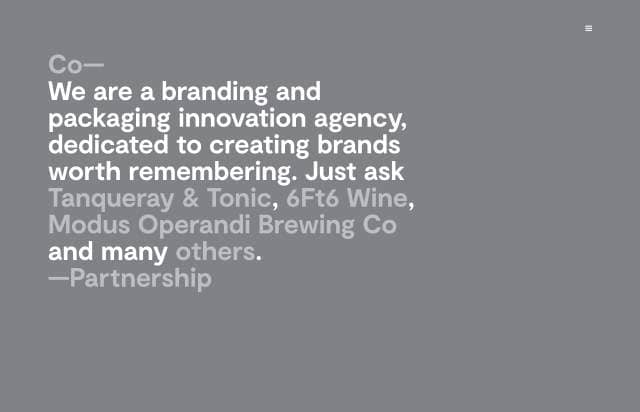 Co—
We are a branding and
packaging innovation agency,
dedicated to creating brands
worth remembering. Just ask
Tanqueray & Tonic, 6Ft6 Wine,
Modus Operandi Brewing Co
and many others.
—Partnership